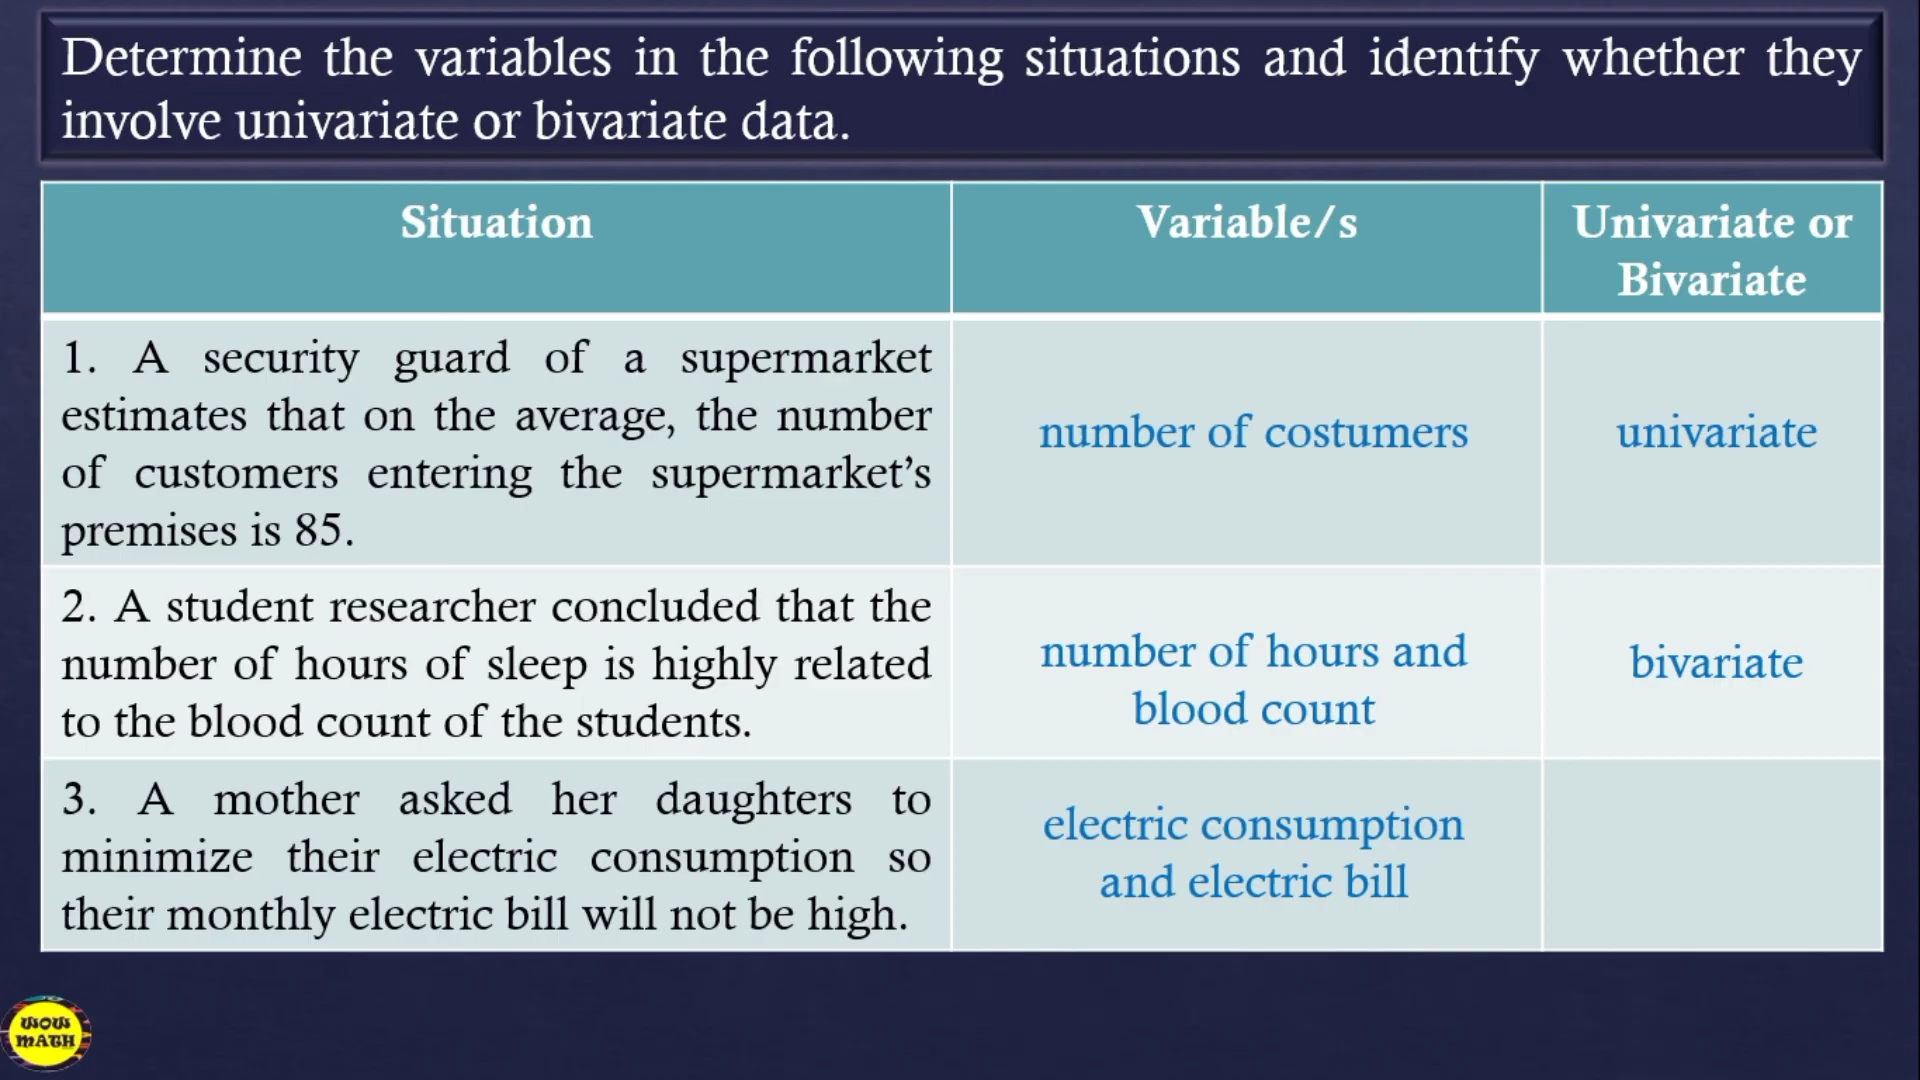 Determine the variables in the following situations and identify whether they
involve univariate or bivariate data.
Situation
Variable/s
Univariate or
Bivariate
1. A security guard of a supermarket
estimates that on the average, the number
of customers entering the supermarket’s
premises is 85.
number of costumers
univariate
2. A student researcher concluded that the
number of hours of sleep is highly related
to the blood count of the students.
number of hours and
blood count
bivariate
3. A mother asked her daughters to
minimize their electric consumption so
their monthly electric bill will not be high.
electric consumption
and electric bill
WOW
MATH